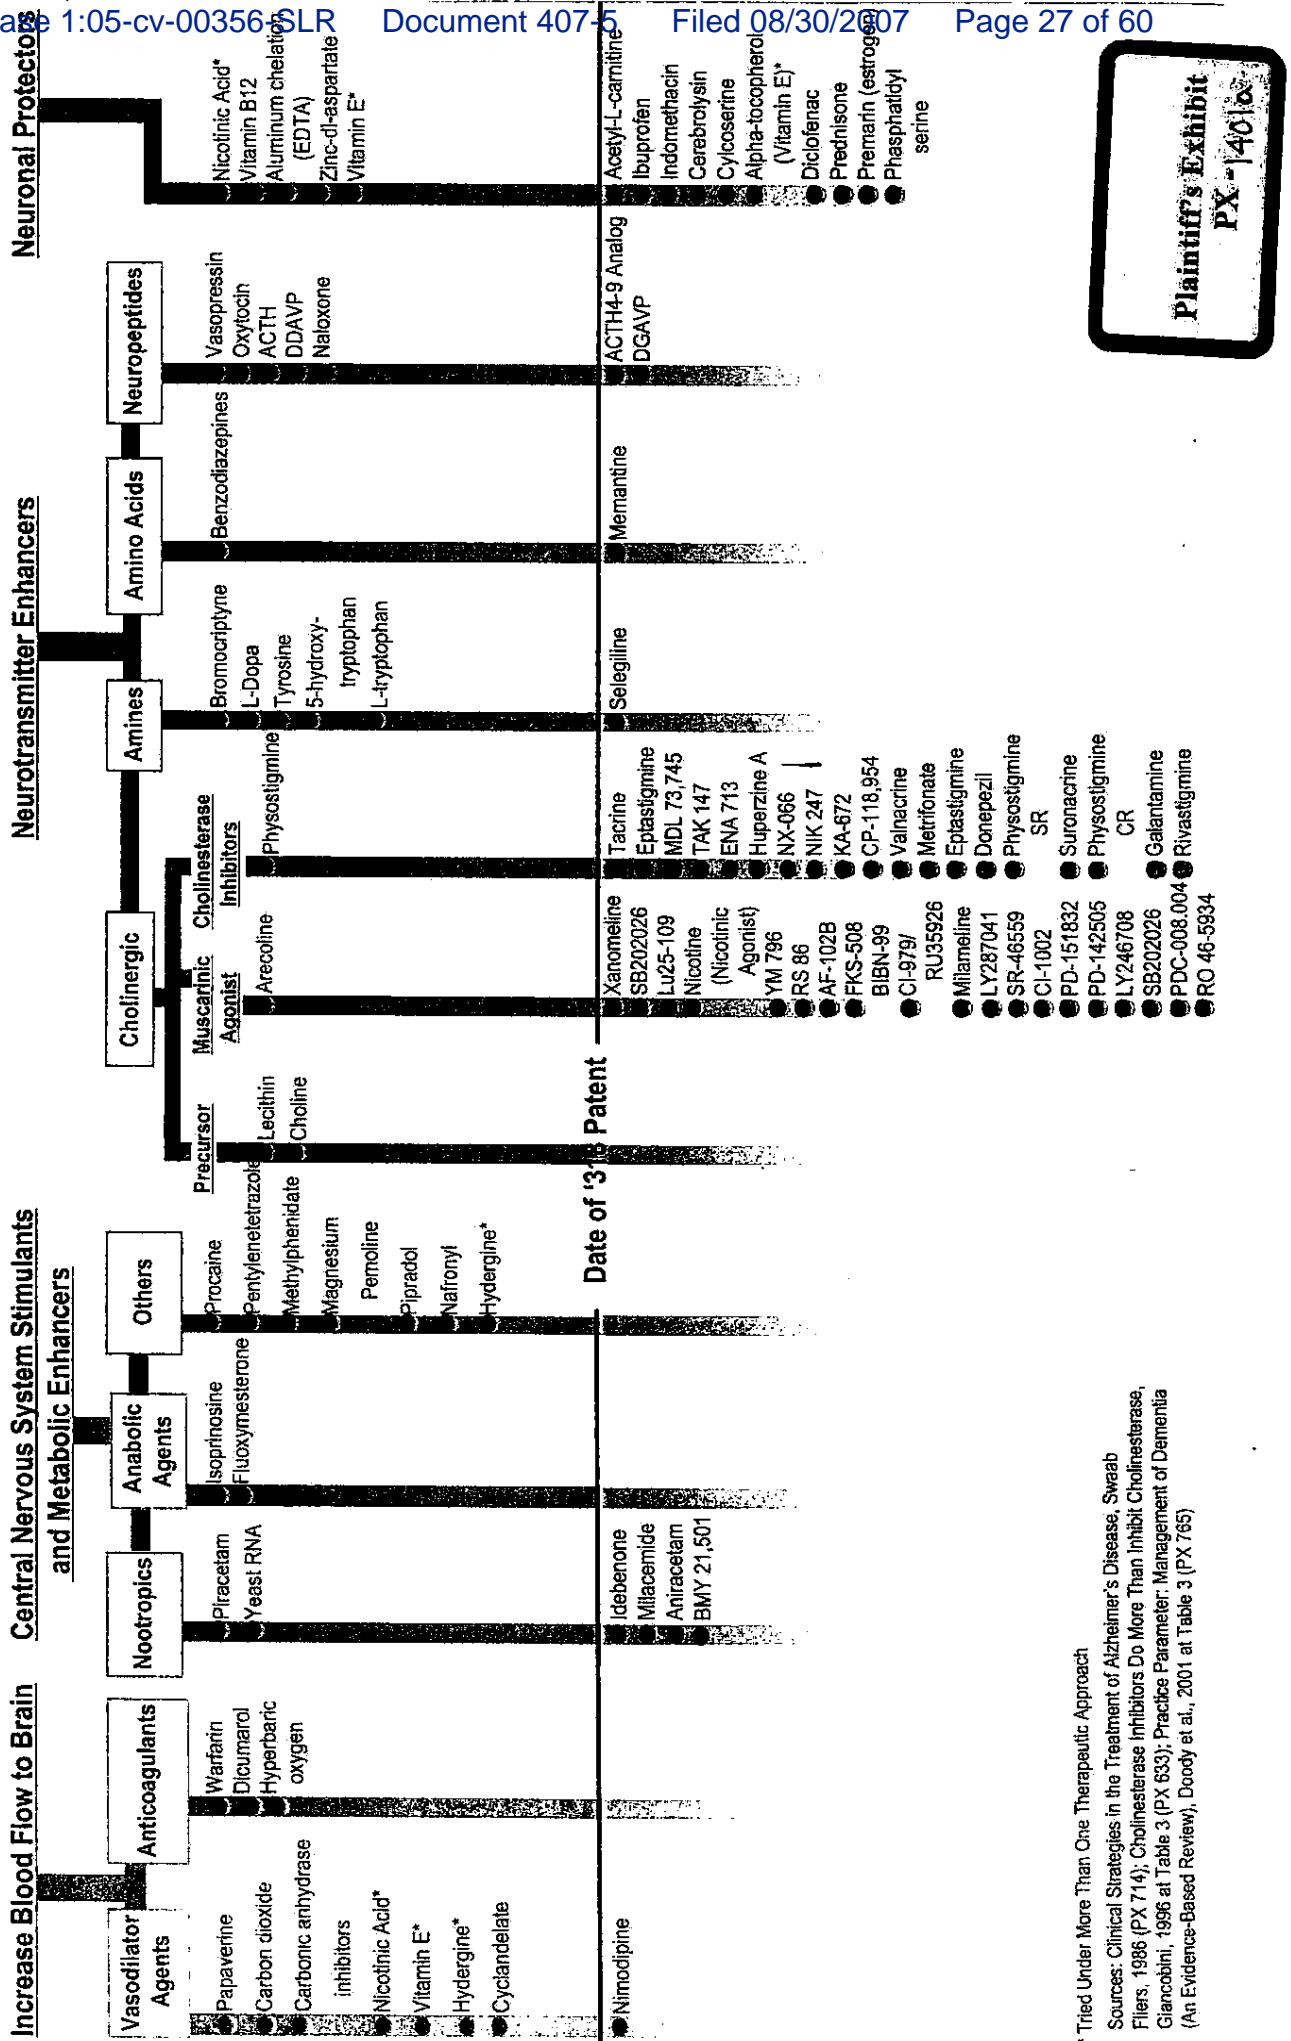 ase 1:05-cv-00356-SLR Document 407-5 Filed 08/30/2007 Page 27 of 60
Increase Blood Flow to Brain
Vasodilator
Agents
Papaverine
Carbon dioxide
Carbonic anhydrase
inhibitors
Nicotinic Acid*
Vitamin E*
Hydergine*
Cyclandelate
Nimodipine
Anticoagulants
Warfarin
Dicumarol
Hyperbaric
oxygen
Central Nervous System Stimulants
and Metabolic Enhancers
Nootropics
Piracetam
Yeast RNA
Idebenone
Milacemide
Aniracetam
BMY 21,501
Anabolic
Agents
Isoprinosine
Fluoxymesterone
Others
Procaine
Pentylenetetrazole
Methylphenidate
Magnesium
Pemoline
Pipradol
Nafronyl
Hydergine*
Date of '318 Patent
Neurotransmitter Enhancers
Cholinergic
Precursor
Lecithin
Choline
Muscarinic
Agonist
Arecoline
Xanomeline
SB202026
Lu25-109
Nicotine
(Nicotinic
Agonist)
YM 796
RS 86
AF-102B
FKS-508
BIBN-99
CI-979/
RU35926
Milameline
LY287041
SR-46559
CI-1002
PD-151832
PD-142505
LY246708
SB202026
PDC-008.004
RO 46-5934
Cholinesterae
Inhibitors
Physostigmine
Tacrine
Eptastigmine
MDL 73,745
TAK 147
ENA 713
Huperzine A
NX-066
NIK 247
KA-672
CP-118,954
Valnacrine
Metrifonate
Eptastigmine
Donepezil
Physostigmine
SR
Suronacrine
Physostigmine
CR
Galantamine
Rivastigmine
Amines
Bromocriptyne
L-Dopa
Tyrosine
5-hydroxy-
tryptophan
L-tryptophan
Selegiline
Amino Acids
Benzodiazepines
Memantine
Neuropeptides
Vasopressin
Oxytocin
ACTH
DDAVP
Naloxone
ACTH4-9 Analog
DGAVP
Neuronal Protectors
Nicotinic Acid*
Vitamin B12
Aluminum chelation
(EDTA)
Zinc-dl-aspartate
Vitamin E*
Acetyl-L-carnitine
Ibuprofen
Indomethacin
Cerebrolysin
Cylcoserine
Alpha-tocopherol
(Vitamin E)*
Diclofenac
Prednisone
Premarin (estrogen)
Phasphatidyl
serine
* Tried Under More Than One Therapeutic Approach
Sources: Clinical Strategies in the Treatment of Alzheimer's Disease, Swaab
Fliers, 1986 (PX 714); Cholinesterase Inhibitors Do More Than Inhibit Cholinesterase,
Giancobini, 1996 at Table 3 (PX 633); Practice Parameter: Management of Dementia
(An Evidence-Based Review), Doody et al., 2001 at Table 3 (PX 765)
Plaintiff's Exhibit
PX-1401a